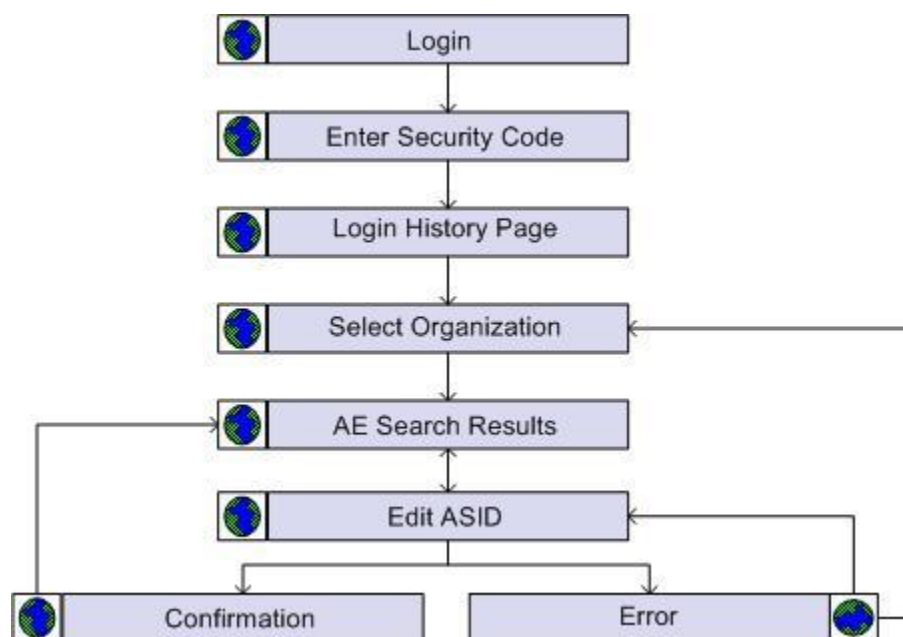 Login
Enter Security Code
Login History Page
Select Organization
AE Search Results
Edit ASID
Confirmation
Error